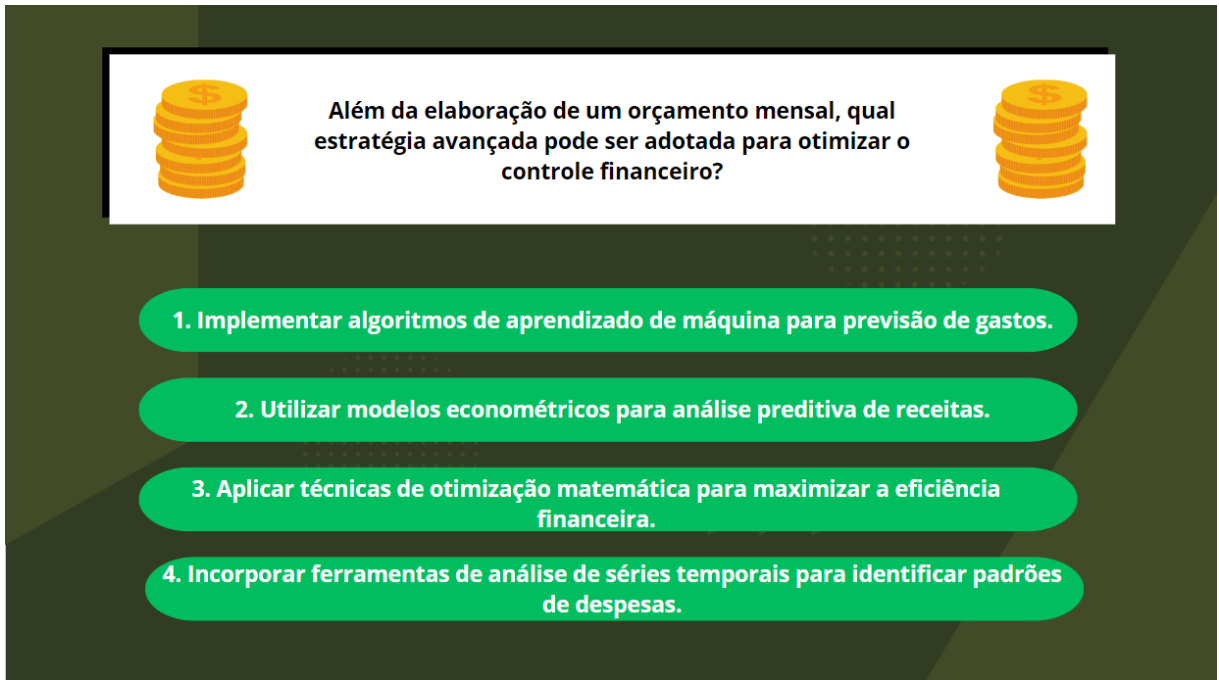 Além da elaboração de um orçamento mensal, qual
estratégia avançada pode ser adotada para otimizar o
controle financeiro?
1. Implementar algoritmos de aprendizado de máquina para previsão de gastos.
2. Utilizar modelos econométricos para análise preditiva de receitas.
3. Aplicar técnicas de otimização matemática para maximizar a eficiência
financeira.
4. Incorporar ferramentas de análise de séries temporais para identificar padrões
de despesas.